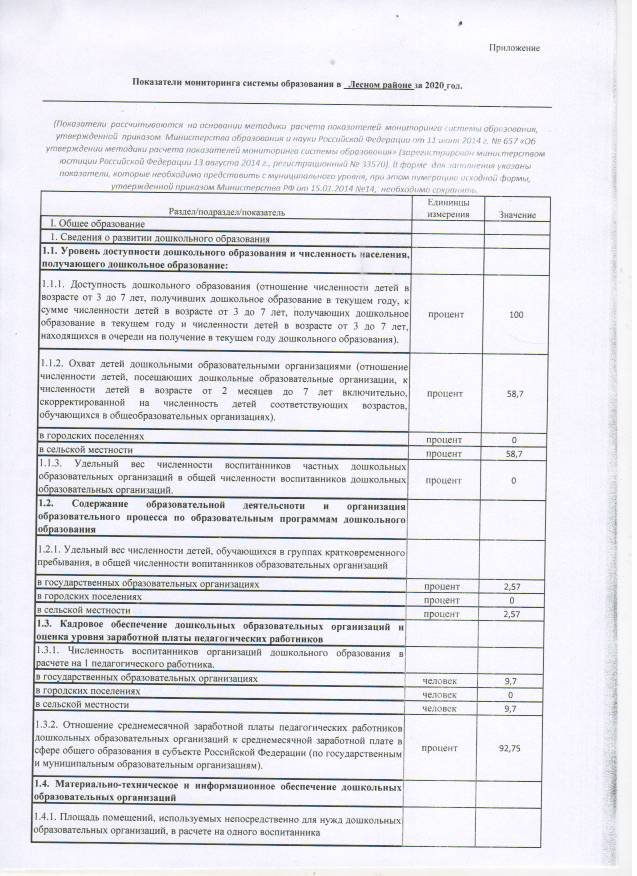 Приложение
Показатели мониторинга системы образования в Лесном районе за 2020 год.
(Показатели рассчитываются на основании методики расчета показателей мониторинга системы образования,
утвержденной приказом Министерства образования и науки Российской Федерации от 11 июня 2014 г. № 657 «Об
утверждении методики расчета показателей мониторинга системы образования» (зарегистрирован министерством
юстиции Российской Федерации 13 августа 2014 г., регистрационный № 33570). В форме для заполнения указаны
показатели, которые необходимо представить с муниципального уровня, при этом нумерацию исходной формы,
утвержденной приказом Министерства РФ от 15.01.2014 №14, необходимо сохранять.
Раздел/подраздел/показатель
Единицы
измерения
Значение
I. Общее образование
1. Сведения о развитии дошкольного образования
1.1. Уровень доступности дошкольного образования и численность населения,
получающего дошкольное образование:
1.1.1. Доступность дошкольного образования (отношение численности детей в
возрасте от 3 до 7 лет, получивших дошкольное образование в текущем году, к
сумме численности детей в возрасте от 3 до 7 лет, получающих дошкольное
образование в текущем году и численности детей в возрасте от 3 до 7 лет,
находящихся в очереди на получение в текущем году дошкольного образования).
процент 100
1.1.2. Охват детей дошкольными образовательными организациями (отношение
численности детей, посещающих дошкольные образовательные организации, к
численности детей в возрасте от 2 месяцев до 7 лет включительно,
скорректированной на численность детей соответствующих возрастов,
обучающихся в общеобразовательных организациях).
процент 58,7
в городских поселениях процент 0
в сельской местности процент 58,7
1.1.3. Удельный вес численности воспитанников частных дошкольных
образовательных организаций в общей численности воспитанников дошкольных
образовательных организаций.
процент 0
1.2. Содержание образовательной деятельсноти и организация
образовательного процесса по образовательным программам дошкольного
образования
1.2.1. Удельный вес численности детей, обучающихся в группах кратковременного
пребывания, в общей численности вопитанников образовательных организаций
в государственных образовательных организациях процент 2,57
в городских поселениях процент 0
в сельской местности процент 2,57
1.3. Кадровое обеспечение дошкольных образовательных организаций и
оценка уровня заработной платы педагогических работников
1.3.1. Численность воспитанников организаций дошкольного образования в
расчете на 1 педагогического работника.
в государственных образовательных организациях человек 9,7
в городских поселениях человек 0
в сельской местности человек 9,7
1.3.2. Отношение среднемесячной заработной платы педагогических работников
дошкольных образовательных организаций к среднемесячной заработной плате в
сфере общего образования в субъекте Российской Федерации (по государственным
и муниципальным образовательным организациям).
процент 92,75
1.4. Материально-техническое и информационное обеспечение дошкольных
образовательных организаций
1.4.1. Площадь помещений, используемых непосредственно для нужд дошкольных
образовательных организаций, в расчете на одного воспитанника